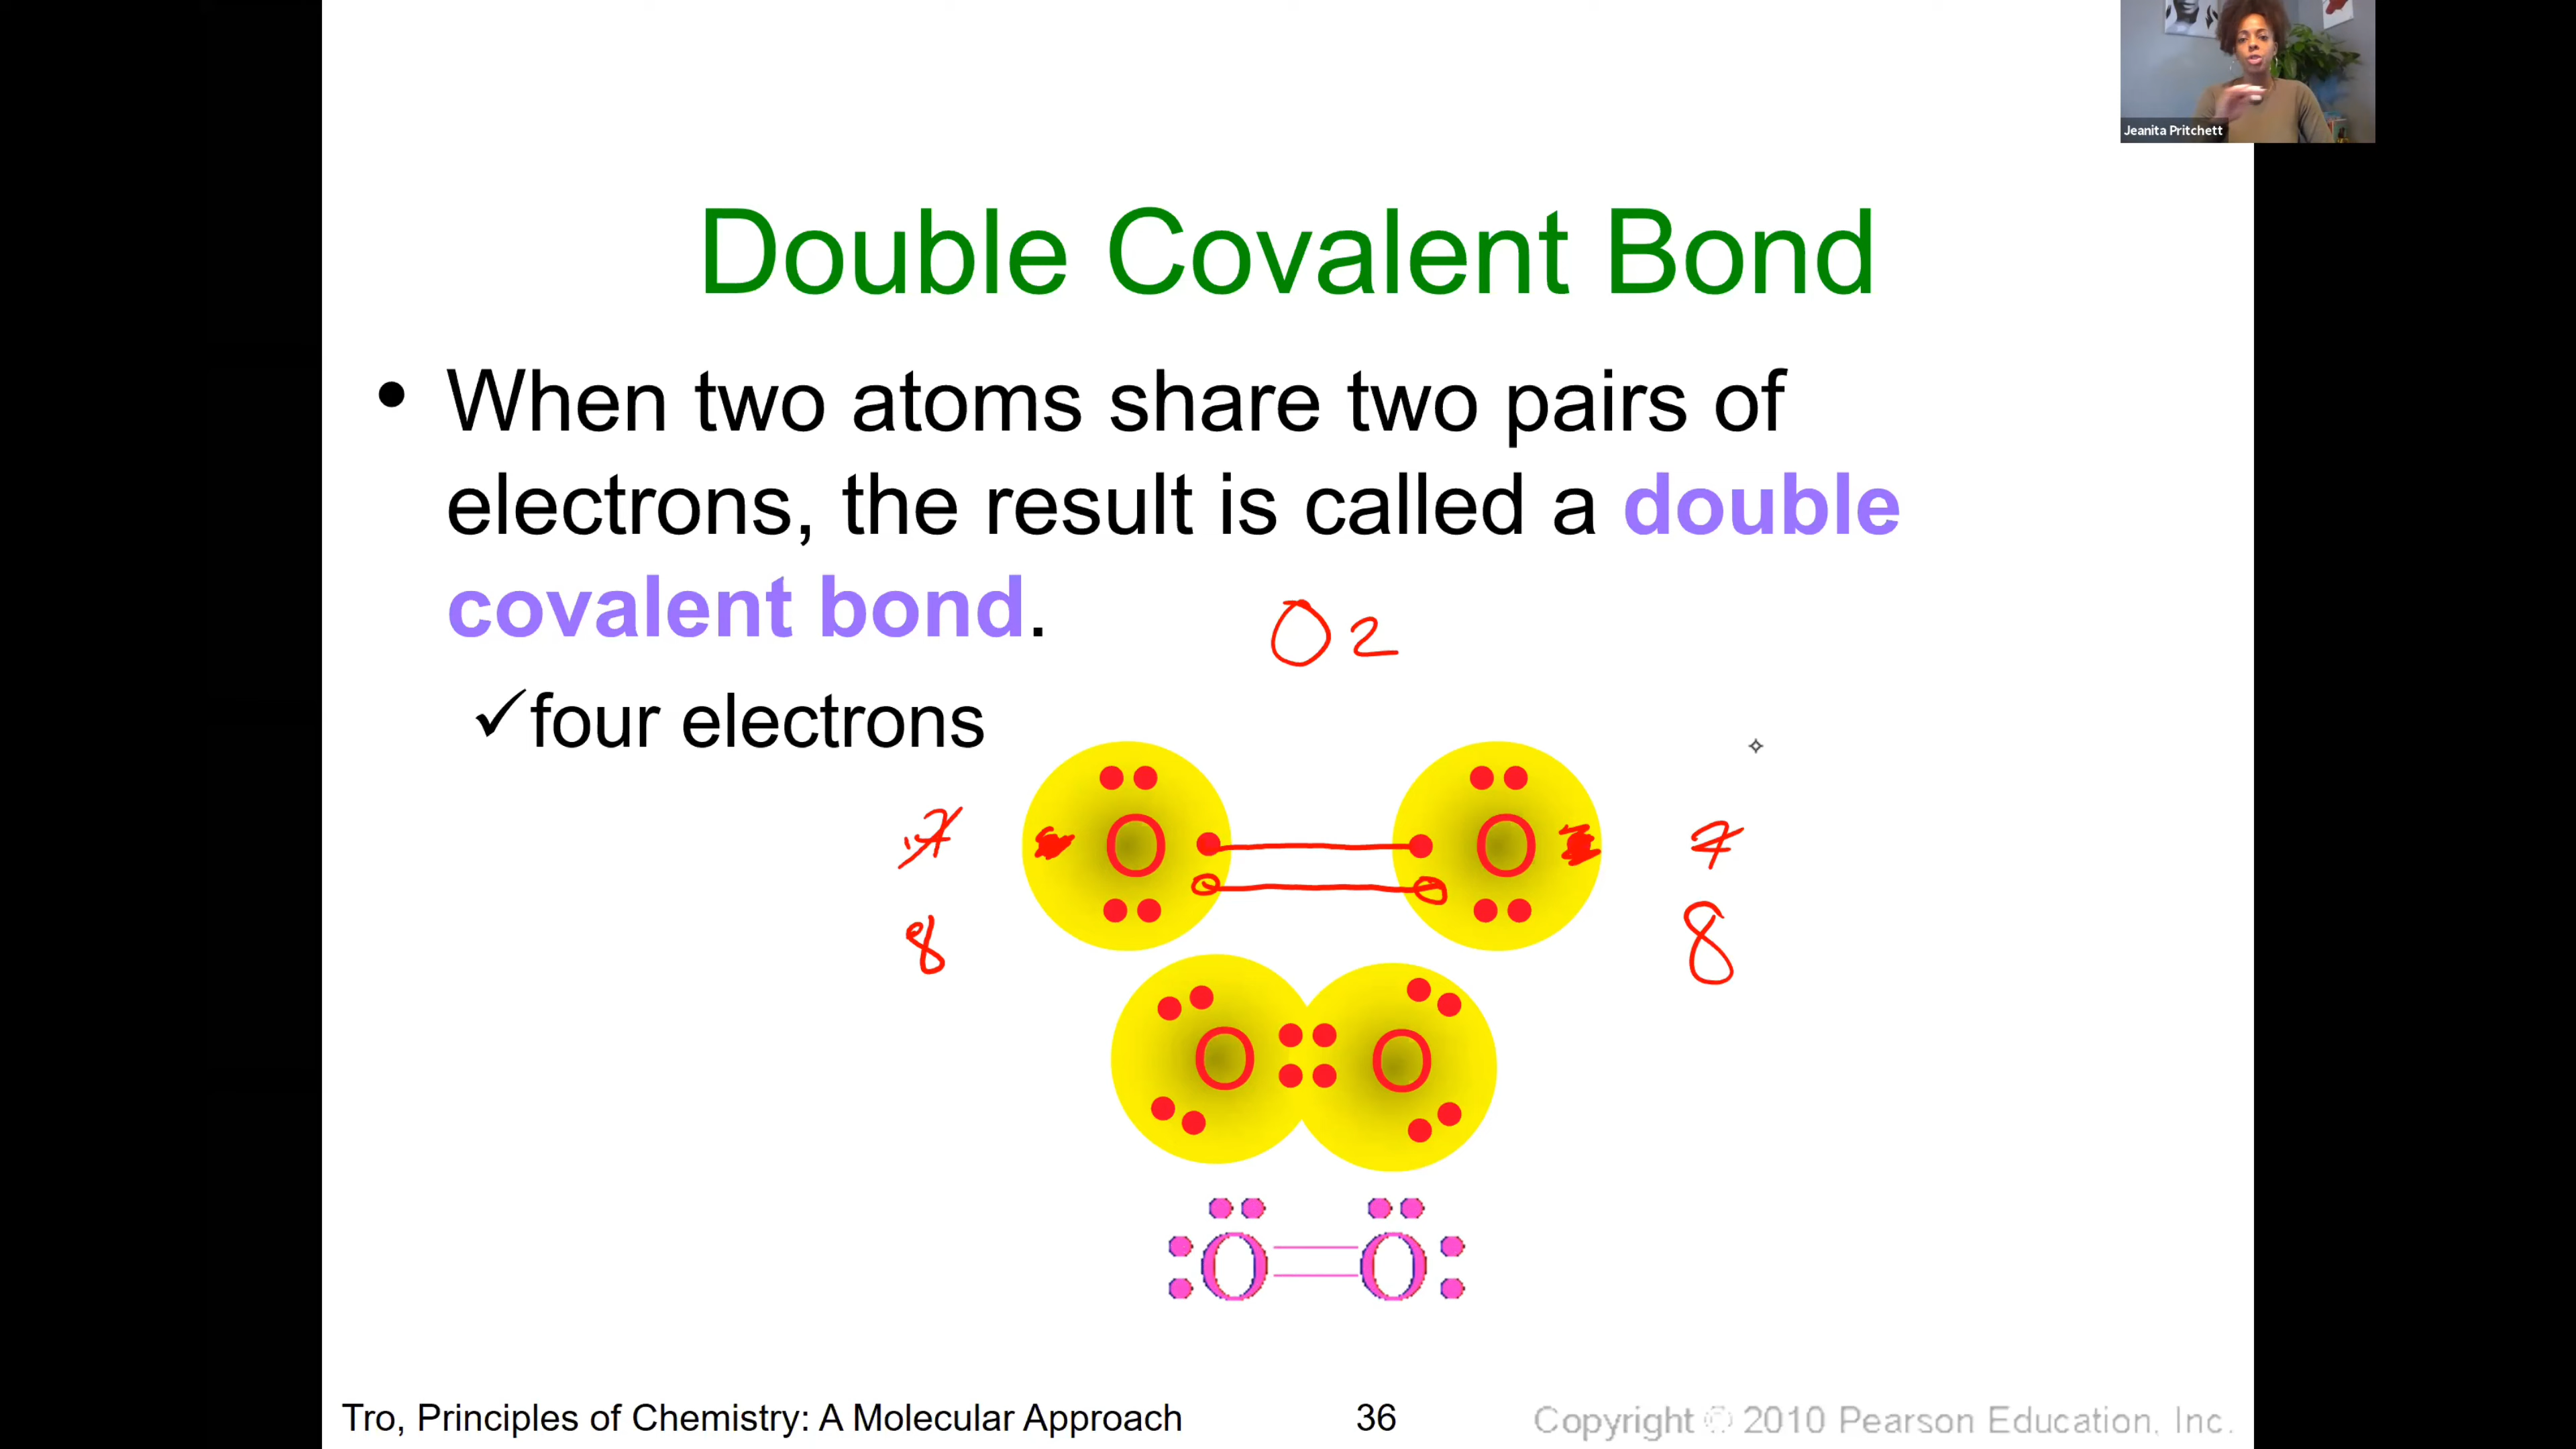 Jeanita Pritchett
Double Covalent Bond
• When two atoms share two pairs of
electrons, the result is called a double
covalent bond.
O2
✓four electrons
7 O O 7
8 8
O O
O O
Tro, Principles of Chemistry: A Molecular Approach 36 Copyright © 2010 Pearson Education, Inc.